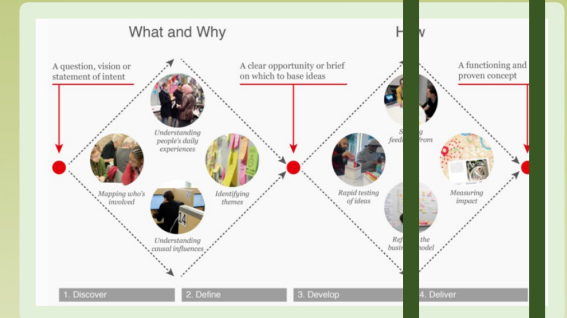 What and Why
A question, vision or
statement of intent
A clear opportunity or brief
on which to base ideas
A functioning and
proven concept
Understanding
people's daily
experiences
Mapping who's
involved
Identifying
themes
Understanding
causal influences
Rapid testing
of ideas
the
Measuring
impact
1. Discover
2. Define
3. Develop
4. Deliver